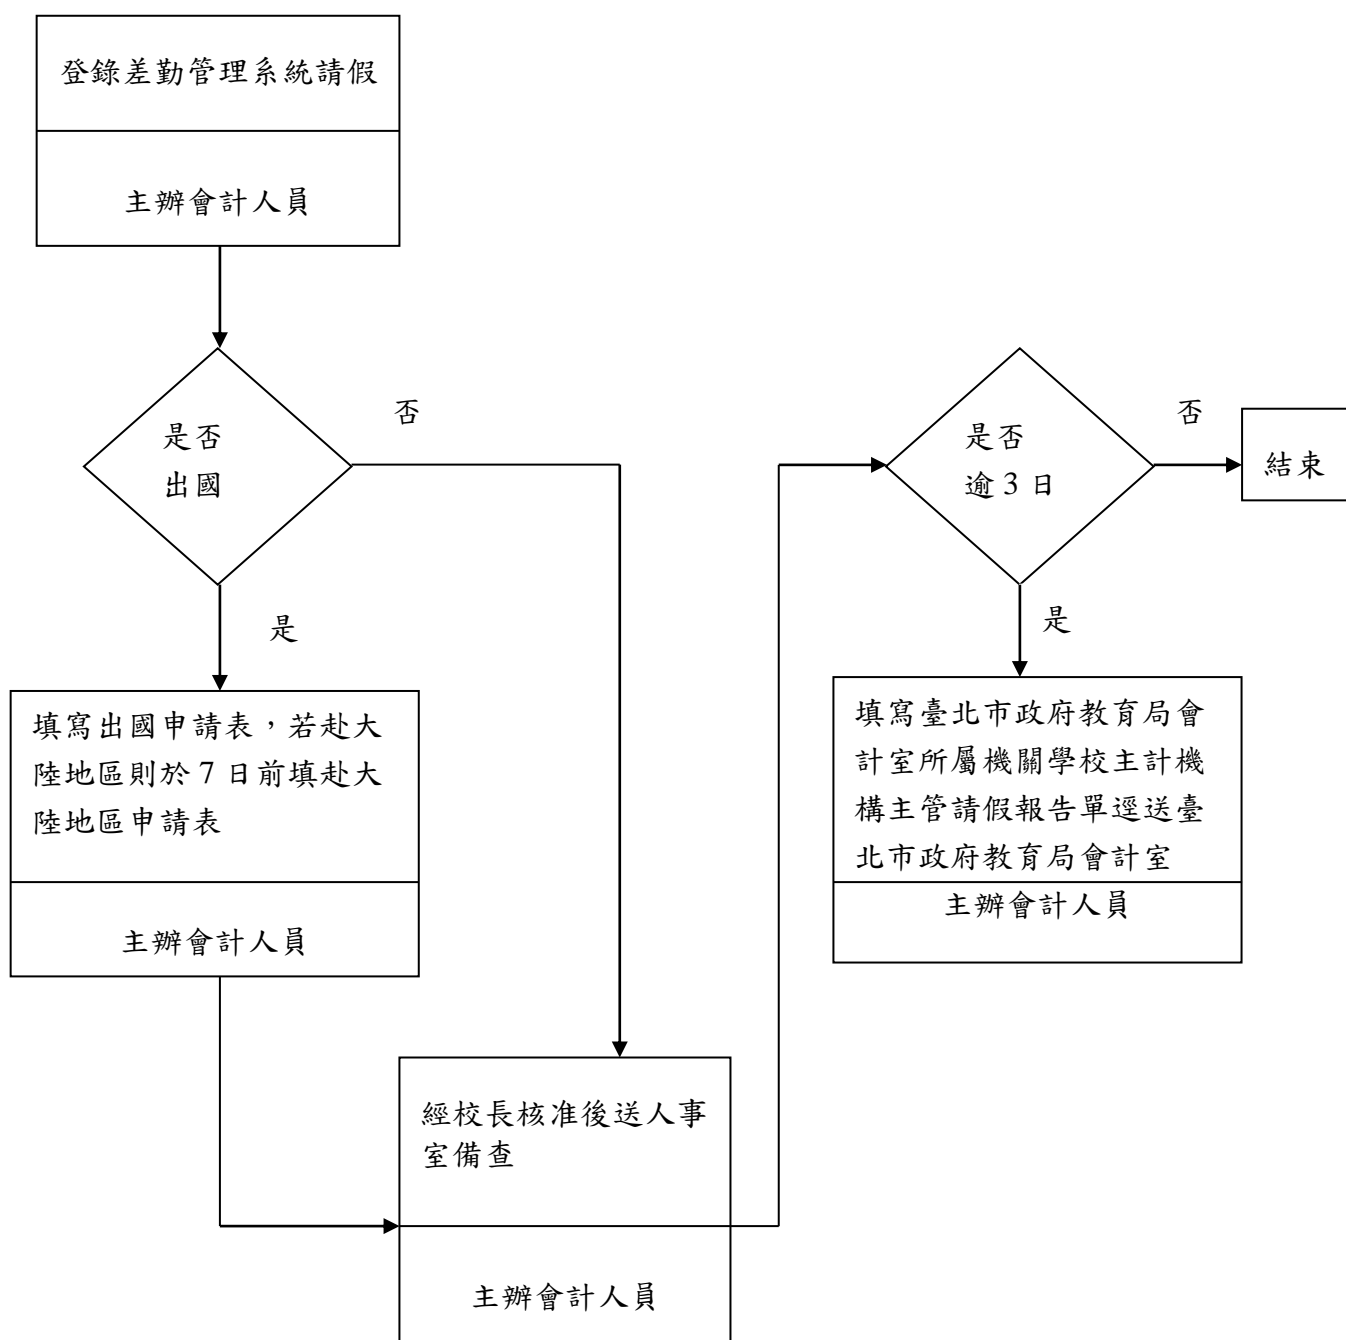 登錄差勤管理系統請假
主辦會計人員
是否
出國
否
是
填寫出國申請表，若赴大
陸地區則於 7 日前填赴大
陸地區申請表
主辦會計人員
經校長核准後送人事
室備查
主辦會計人員
是否
逾 3 日
否
結束
是
填寫臺北市政府教育局會
計室所屬機關學校主計機
構主管請假報告單逕送臺
北市政府教育局會計室
主辦會計人員